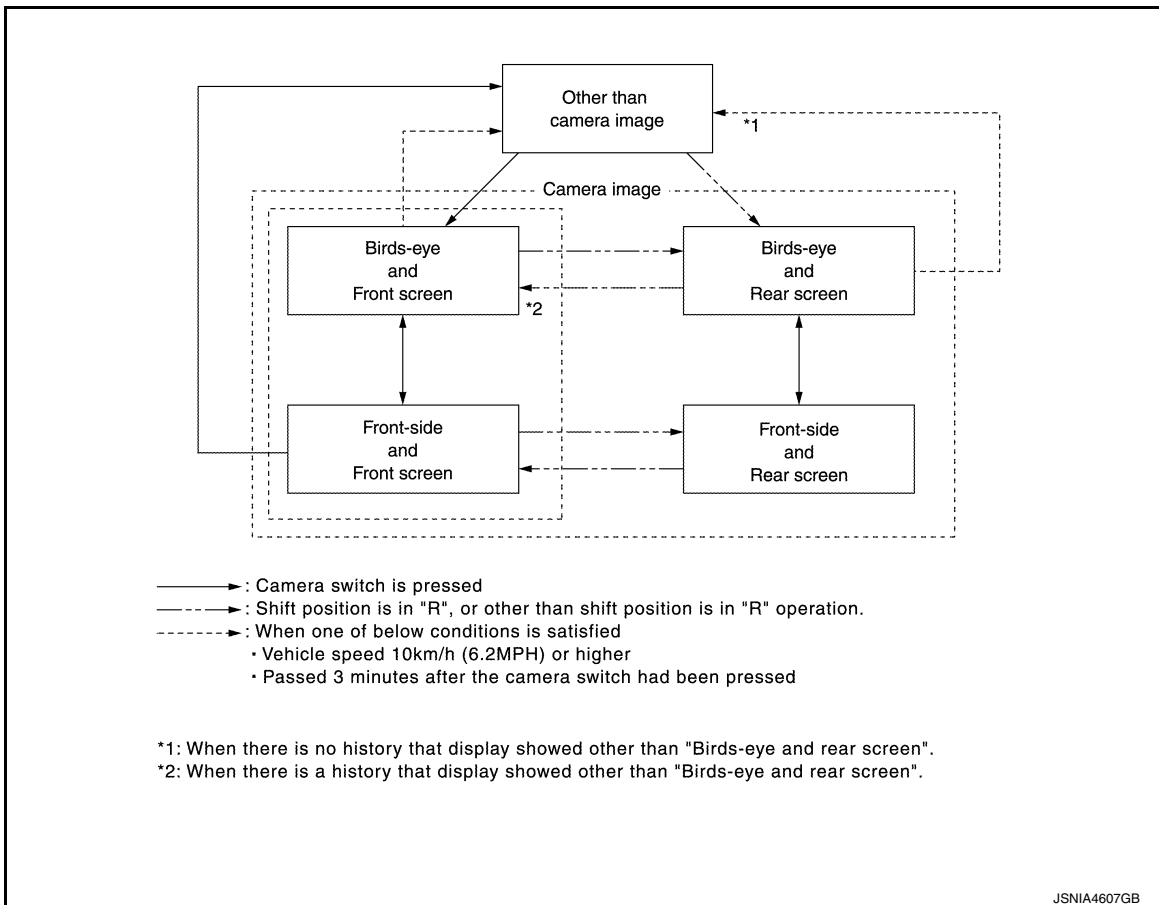 Other than
camera image
*1
Camera image
Birds-eye
and
Front screen
Birds-eye
and
Rear screen
*2
Front-side
and
Front screen
Front-side
and
Rear screen
: Camera switch is pressed
: Shift position is in "R", or other than shift position is in "R" operation.
: When one of below conditions is satisfied
・Vehicle speed 10km/h (6.2MPH) or higher
・Passed 3 minutes after the camera switch had been pressed
*1: When there is no history that display showed other than "Birds-eye and rear screen".
*2: When there is a history that display showed other than "Birds-eye and rear screen".
JSNIA4607GB